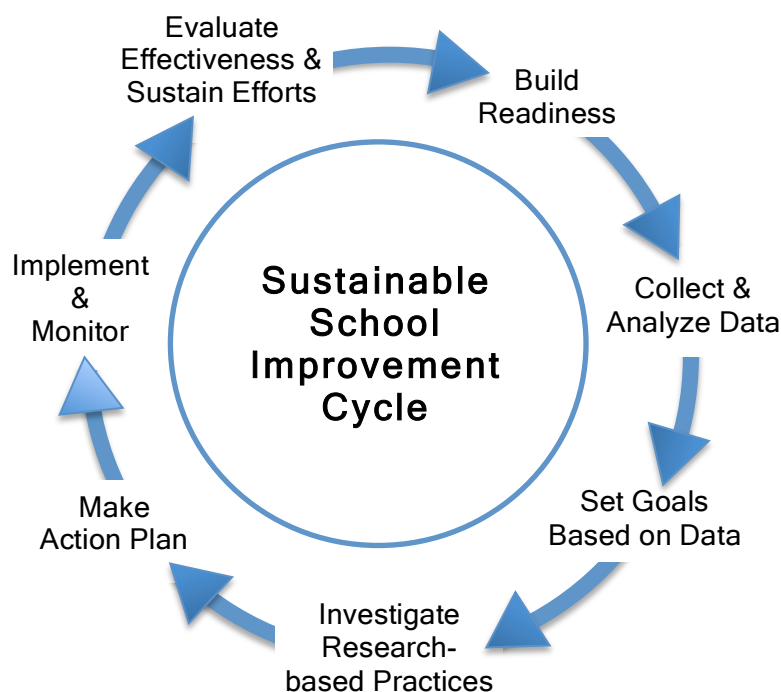 Evaluate
Effectiveness &
Sustain Efforts
Build
Readiness
Collect &
Analyze Data
Set Goals
Based on Data
Investigate
Research-
based Practices
Make
Action Plan
Implement
&
Monitor
Sustainable
School
Improvement
Cycle